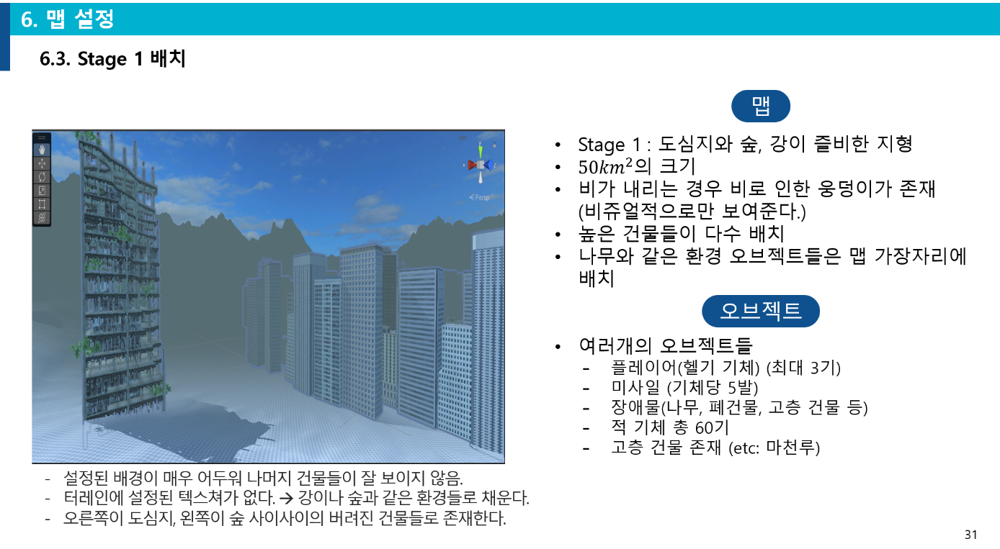 6. 맵 설정
6.3. Stage 1 배치
Persp
- 설정된 배경이 매우 어두워 나머지 건물들이 잘 보이지 않음.
- 터레인에 설정된 텍스쳐가 없다. → 강이나 숲과 같은 환경들로 채운다.
- 오른쪽이 도심지, 왼쪽이 숲 사이사이의 버려진 건물들로 존재한다.
맵
• Stage 1 : 도심지와 숲, 강이 즐비한 지형
• 50km²의 크기
• 비가 내리는 경우 비로 인한 웅덩이가 존재
(비쥬얼적으로만 보여준다.)
• 높은 건물들이 다수 배치
• 나무와 같은 환경 오브젝트들은 맵 가장자리에
배치
오브젝트
• 여러개의 오브젝트들
- 플레이어(헬기 기체) (최대 3기)
- 미사일 (기체당 5발)
- 장애물(나무, 폐건물, 고층 건물 등)
- 적 기체 총 60기
- 고층 건물 존재 (etc: 마천루)
31